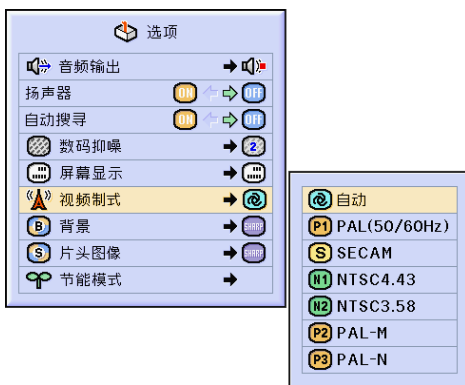 选项
音频输出
扬声器 ON OFF
自动搜寻 ON OFF
数码抑噪 2
屏幕显示
视频制式
B 背景 SHARP
S 片头图像 SHARP
节能模式
自动
P1 PAL(50/60Hz)
S SECAM
N1 NTSC4.43
N2 NTSC3.58
P2 PAL-M
P3 PAL-N